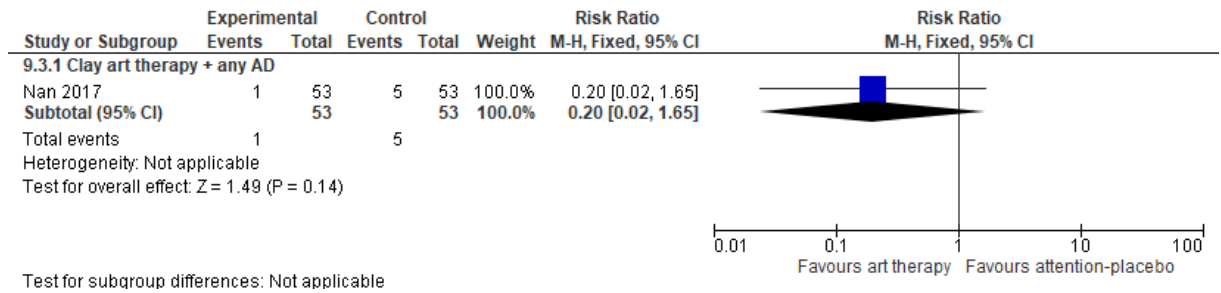 Experimental Control Risk Ratio Risk Ratio
Study or Subgroup Events Total Events Total Weight M-H, Fixed, 95% CI M-H, Fixed, 95% CI
9.3.1 Clay art therapy + any AD
Nan 2017 1 53 5 53 100.0% 0.20 [0.02, 1.65]
Subtotal (95% CI) 53 53 100.0% 0.20 [0.02, 1.65]
Total events 1 5
Heterogeneity: Not applicable
Test for overall effect: Z = 1.49 (P = 0.14)
0.01 0.1 1 10 100
Favours art therapy Favours attention-placebo
Test for subgroup differences: Not applicable